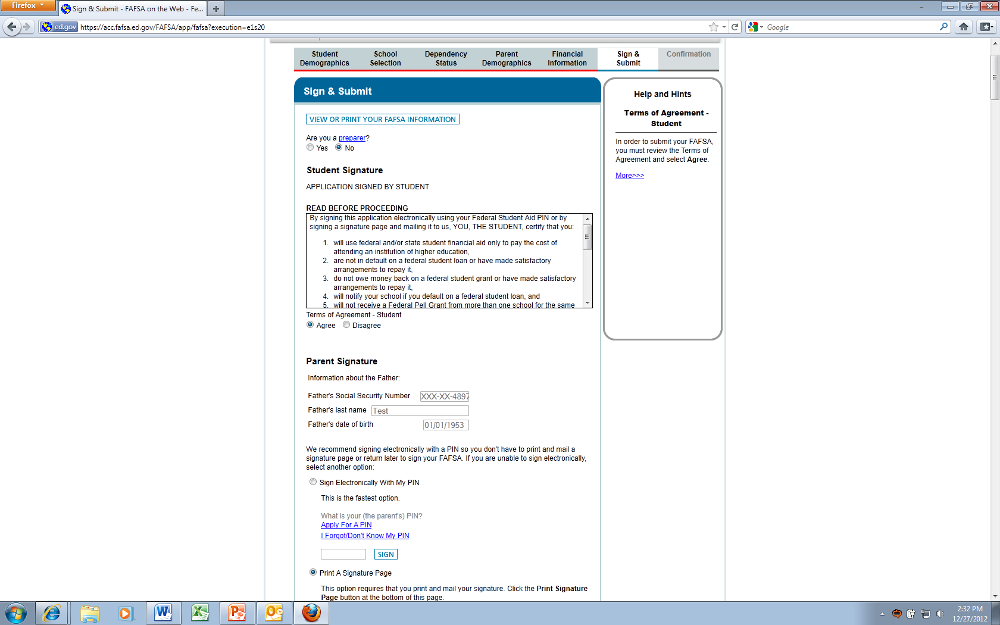 Firefox
Sign & Submit - FAFSA on the Web - Fe...
ed.gov https://acc.fafsa.ed.gov/FAFSA/app/fafsa?execution=e1s20
Google
Student Demographics
School Selection
Dependency Status
Parent Demographics
Financial Information
Sign & Submit
Confirmation
Sign & Submit
VIEW OR PRINT YOUR FAFSA INFORMATION
Are you a preparer?
Yes No
Student Signature
APPLICATION SIGNED BY STUDENT
READ BEFORE PROCEEDING
By signing this application electronically using your Federal Student Aid PIN or by
signing a signature page and mailing it to us, YOU, THE STUDENT, certify that you:
1. will use federal and/or state student financial aid only to pay the cost of
attending an institution of higher education,
2. are not in default on a federal student loan or have made satisfactory
arrangements to repay it,
3. do not owe money back on a federal student grant or have made satisfactory
arrangements to repay it,
4. will notify your school if you default on a federal student loan, and
5. will not receive a Federal Pell Grant from more than one school for the same
Terms of Agreement - Student
Agree Disagree
Parent Signature
Information about the Father:
Father's Social Security Number XXX-XX-4897
Father's last name Test
Father's date of birth 01/01/1953
We recommend signing electronically with a PIN so you don't have to print and mail a
signature page or return later to sign your FAFSA. If you are unable to sign electronically,
select another option:
Sign Electronically With My PIN
This is the fastest option.
What is your (the parent's) PIN?
Apply For A PIN
I Forgot/Don't Know My PIN
SIGN
Print A Signature Page
This option requires that you print and mail your signature. Click the Print Signature
Page button at the bottom of this page.
Help and Hints
Terms of Agreement -
Student
In order to submit your FAFSA,
you must review the Terms of
Agreement and select Agree.
More>>>
2:32 PM
12/27/2012